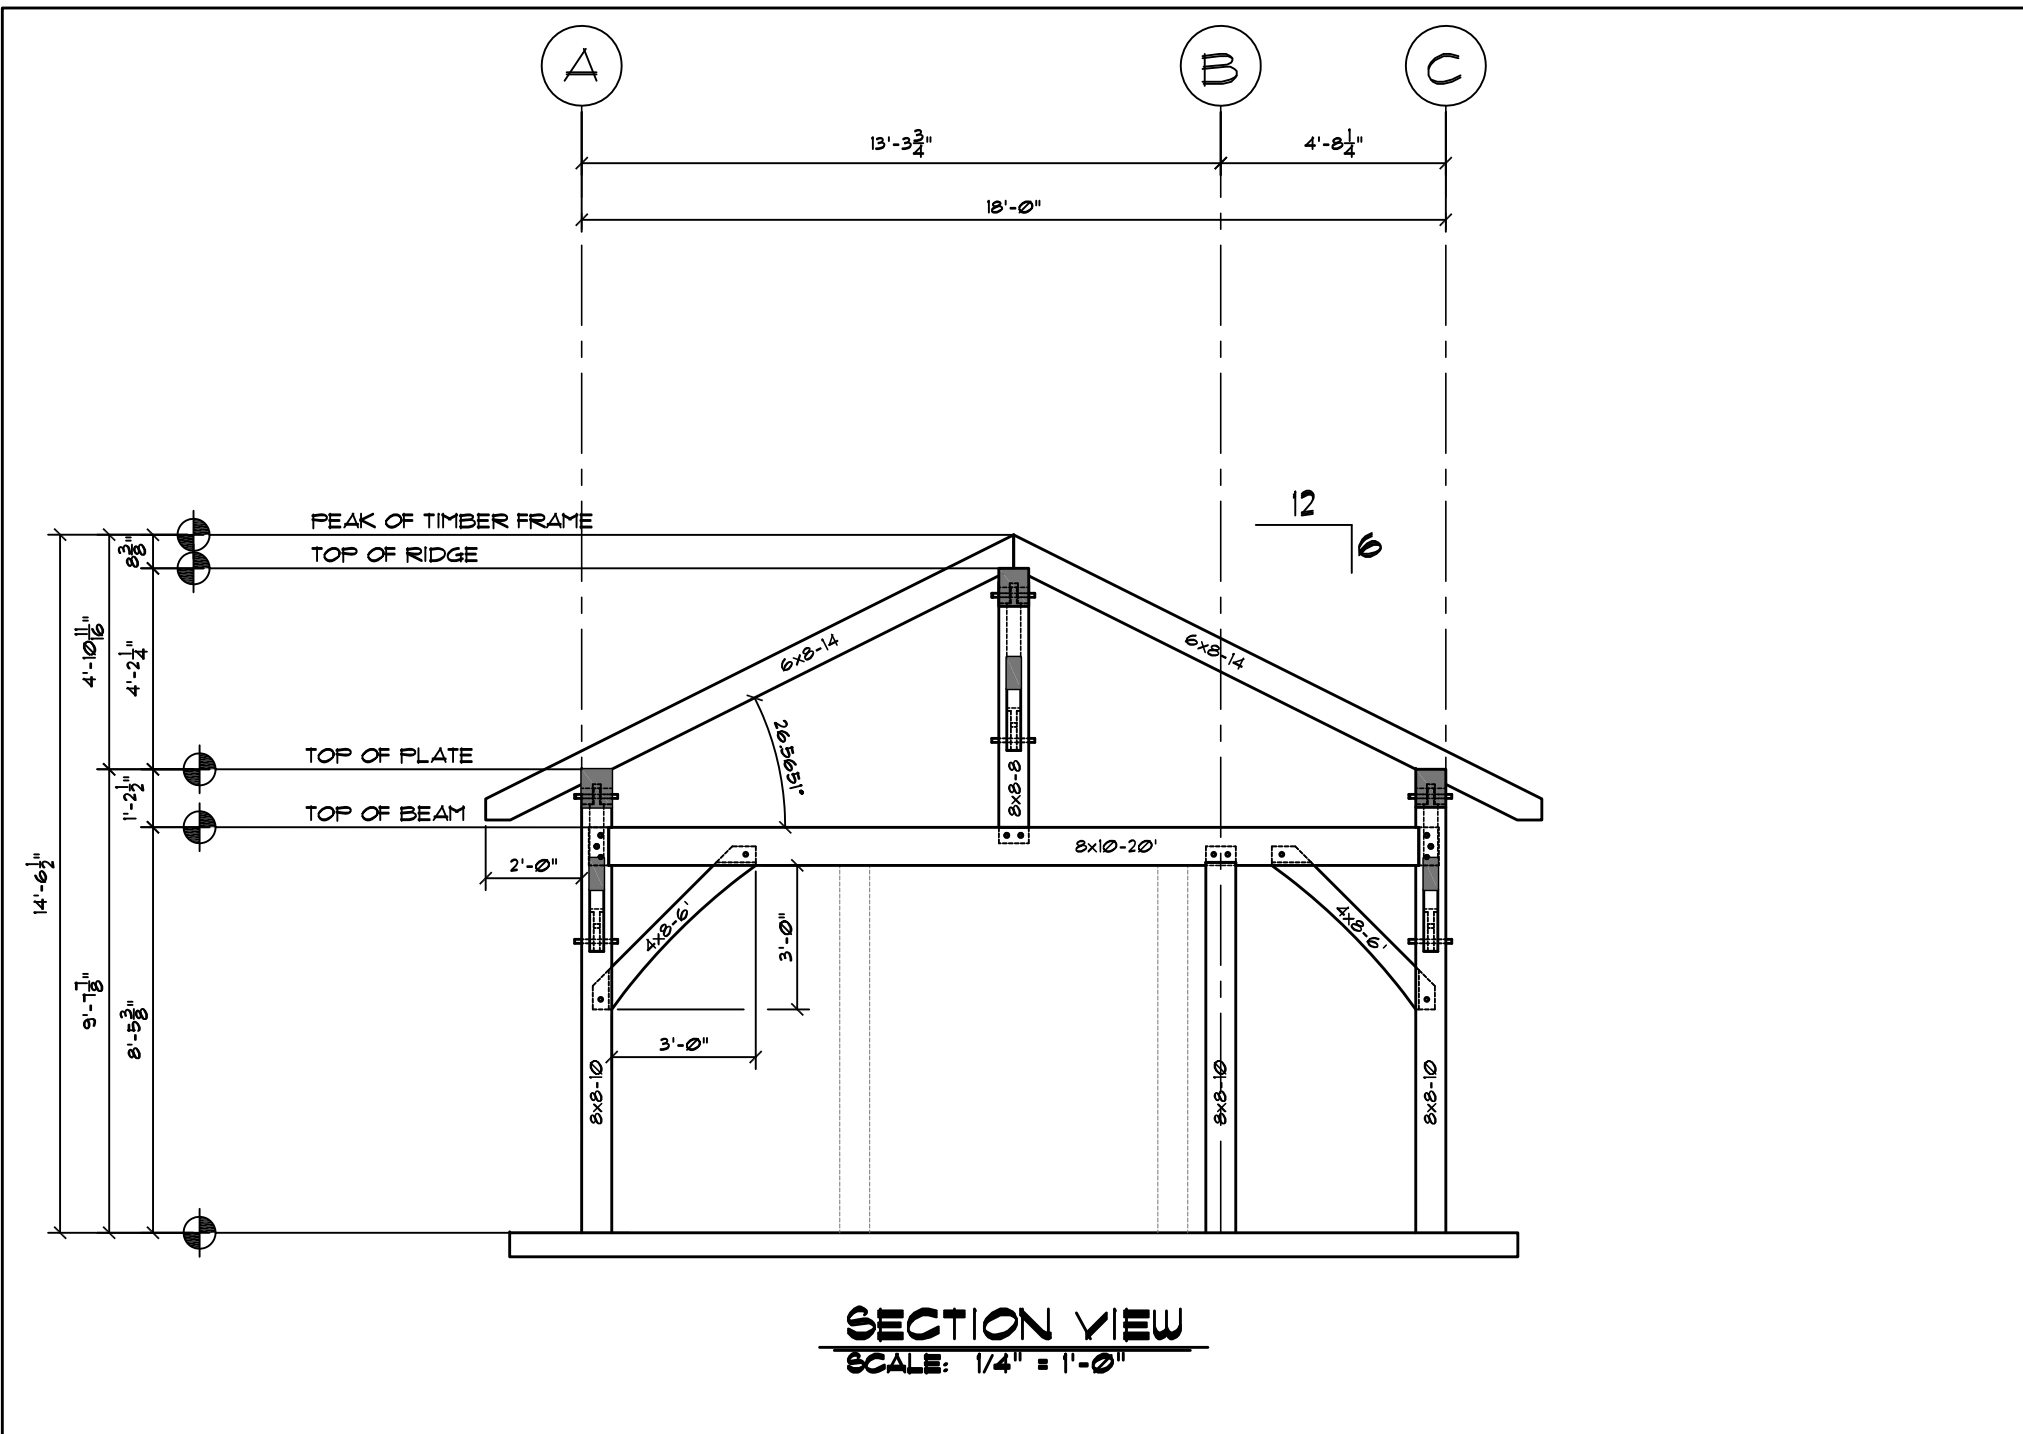 A B C
13'-3 3/4" 4'-8 1/4"
18'-0"
12
6
PEAK OF TIMBER FRAME
8 3/8"
TOP OF RIDGE
6x8-14 6x8-14
4'-10 11/16"
4'-2 1/4"
26.5651°
TOP OF PLATE
1'-2 1/2"
TOP OF BEAM
8x8-8
8x10-20'
2'-0"
14'-6 1/2"
4x8-6' 4x8-6'
3'-0"
9'-7 1/8"
8'-5 3/8"
3'-0"
8x8-10 8x8-10 8x8-10
SECTION VIEW
SCALE: 1/4" = 1'-0"